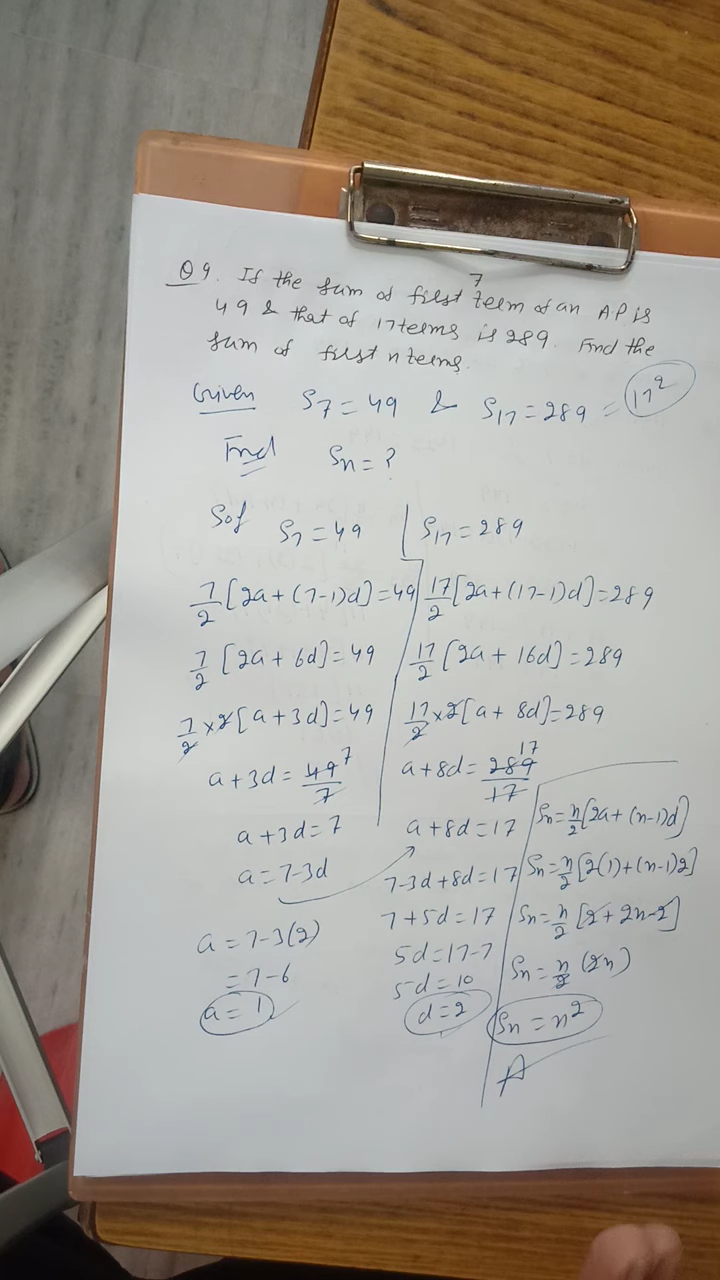 Q 9. If the sum of first 7 term of an AP is
49 & that of 17 terms is 289. Find the
sum of first n terms.
Given S₇ = 49 & S₁₇ = 289 = 17²
Find Sn = ?
Sol S₇ = 49
7/2 [2a + (7-1)d] = 49
7/2 [2a + 6d] = 49
7/2 × 2 [a + 3d] = 49
a + 3d = 49/7 7
a + 3d = 7
a = 7-3d
a = 7-3(2)
= 7-6
a = 1
S₁₇ = 289
17/2 [2a + (17-1)d] = 289
17/2 [2a + 16d] = 289
17/2 × 2 [a + 8d] = 289
a + 8d = 289/17 17
a + 8d = 17
7-3d + 8d = 17
7 + 5d = 17
5d = 17-7
5d = 10
d = 2
Sn = n/2 [2a + (n-1)d]
Sn = n/2 [2(1) + (n-1)2]
Sn = n/2 [2 + 2n - 2]
Sn = n/2 (2n)
Sn = n²
A